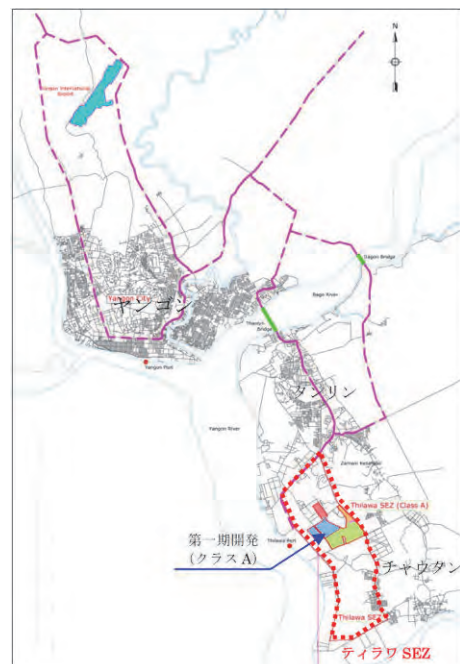 N
Yangon International
Airport
Dagon Bridge
Yangon City
ヤンゴン
Bago River
Thanlyin
Bridge
Yangon Port
タンリン
Yangon River
Thilawa SEZ (Class A)
第一期開発
(クラス A)
Thilawa Port
チャウダン
Thilawa SEZ
ティラワ SEZ